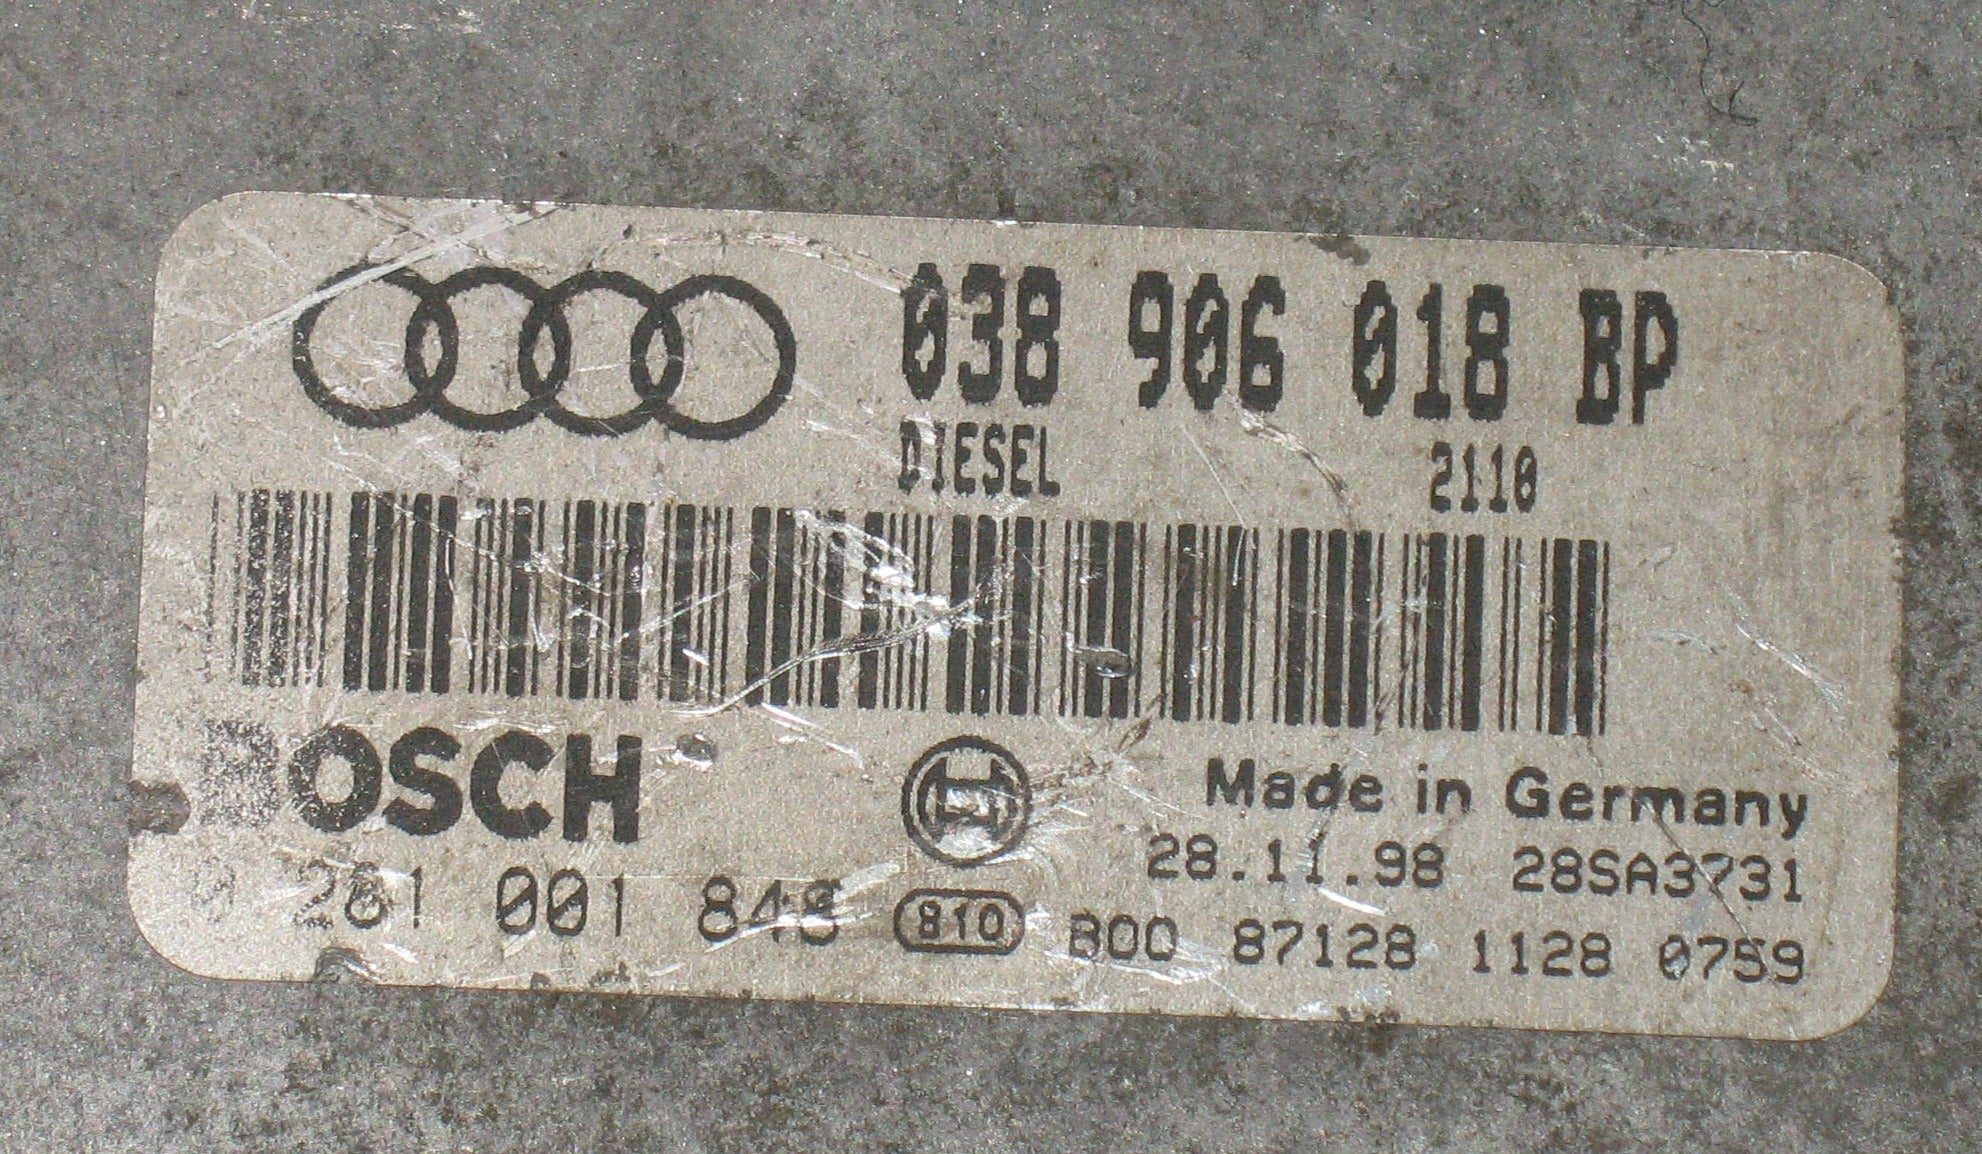 038 906 018 BP
DIESEL 2110
BOSCH
Made in Germany
28.11.98 28SA3731
0 281 001 848 810 B00 87128 1128 0759